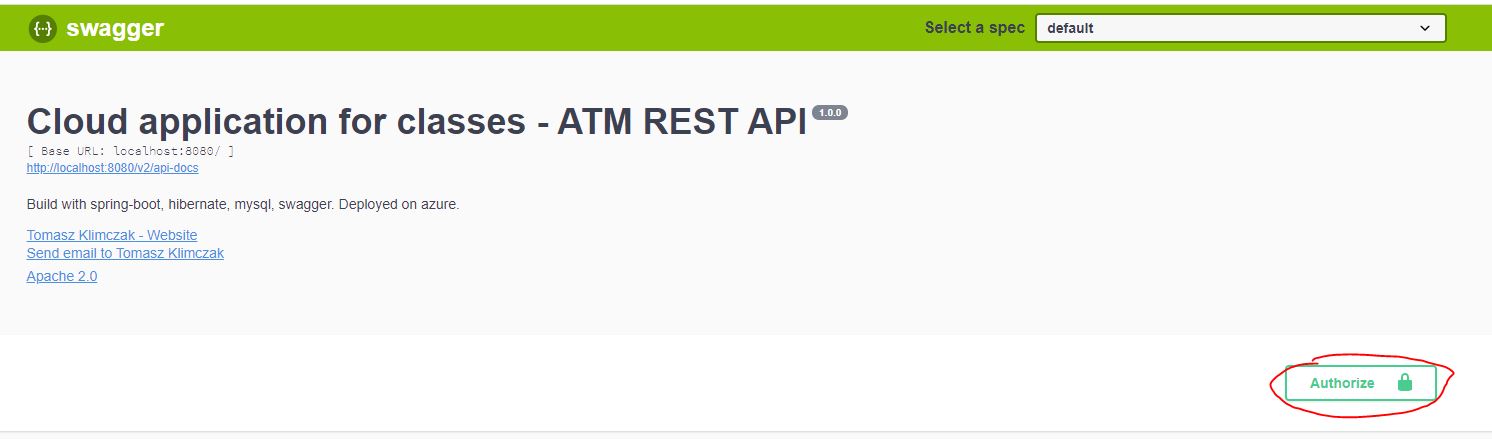 {··} swagger
Select a spec default
Cloud application for classes - ATM REST API 1.0.0
[ Base URL: localhost:8080/ ]
http://localhost:8080/v2/api-docs
Build with spring-boot, hibernate, mysql, swagger. Deployed on azure.
Tomasz Klimczak - Website
Send email to Tomasz Klimczak
Apache 2.0
Authorize